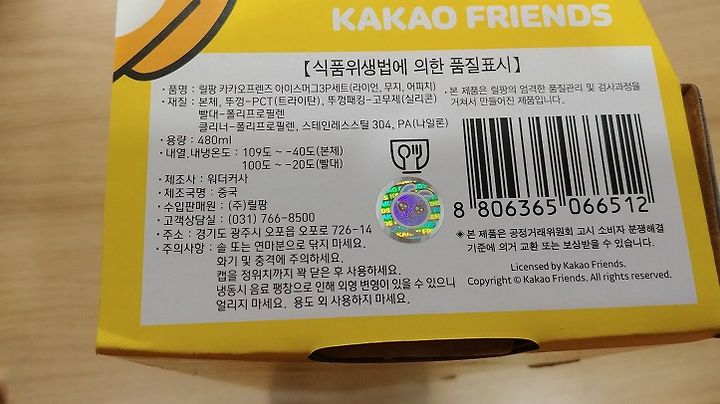 KAKAO FRIENDS
【식품위생법에 의한 품질표시】
• 품명 : 릴팡 카카오프렌즈 아이스머그3P세트(라이언, 무지, 어피치)
• 재질 : 본체, 뚜껑-PCT(트라이탄), 뚜껑패킹-고무제(실리콘)
빨대-폴리프로필렌
클리너-폴리프로필렌, 스테인레스스틸 304, PA(나일론)
• 용량 : 480ml
• 내열,내냉온도 : 109도 ~ -40도(본체)
100도 ~ -20도(빨대)
• 제조사 : 워더커사
• 제조국명 : 중국
• 수입판매원 : (주)릴팡
• 고객상담실 : (031) 766-8500
• 주소 : 경기도 광주시 오포읍 오포로 726-14
• 주의사항 : 솔 또는 연마분으로 닦지 마세요.
화기 및 충격에 주의하세요.
캡을 정위치까지 꽉 닫은 후 사용하세요.
냉동시 음료 팽창으로 인해 외형 변형이 있을 수 있으니
얼리지 마세요. 용도 외 사용하지 마세요.
• 본 제품은 릴팡의 엄격한 품질관리 및 검사과정을
거쳐서 만들어진 제품입니다.
8 806365 066512
※본 제품은 공정거래위원회 고시 소비자 분쟁해결
기준에 의거 교환 또는 보상받을 수 있습니다.
Licensed by Kakao Friends.
Copyright © Kakao Friends. All rights reserved.